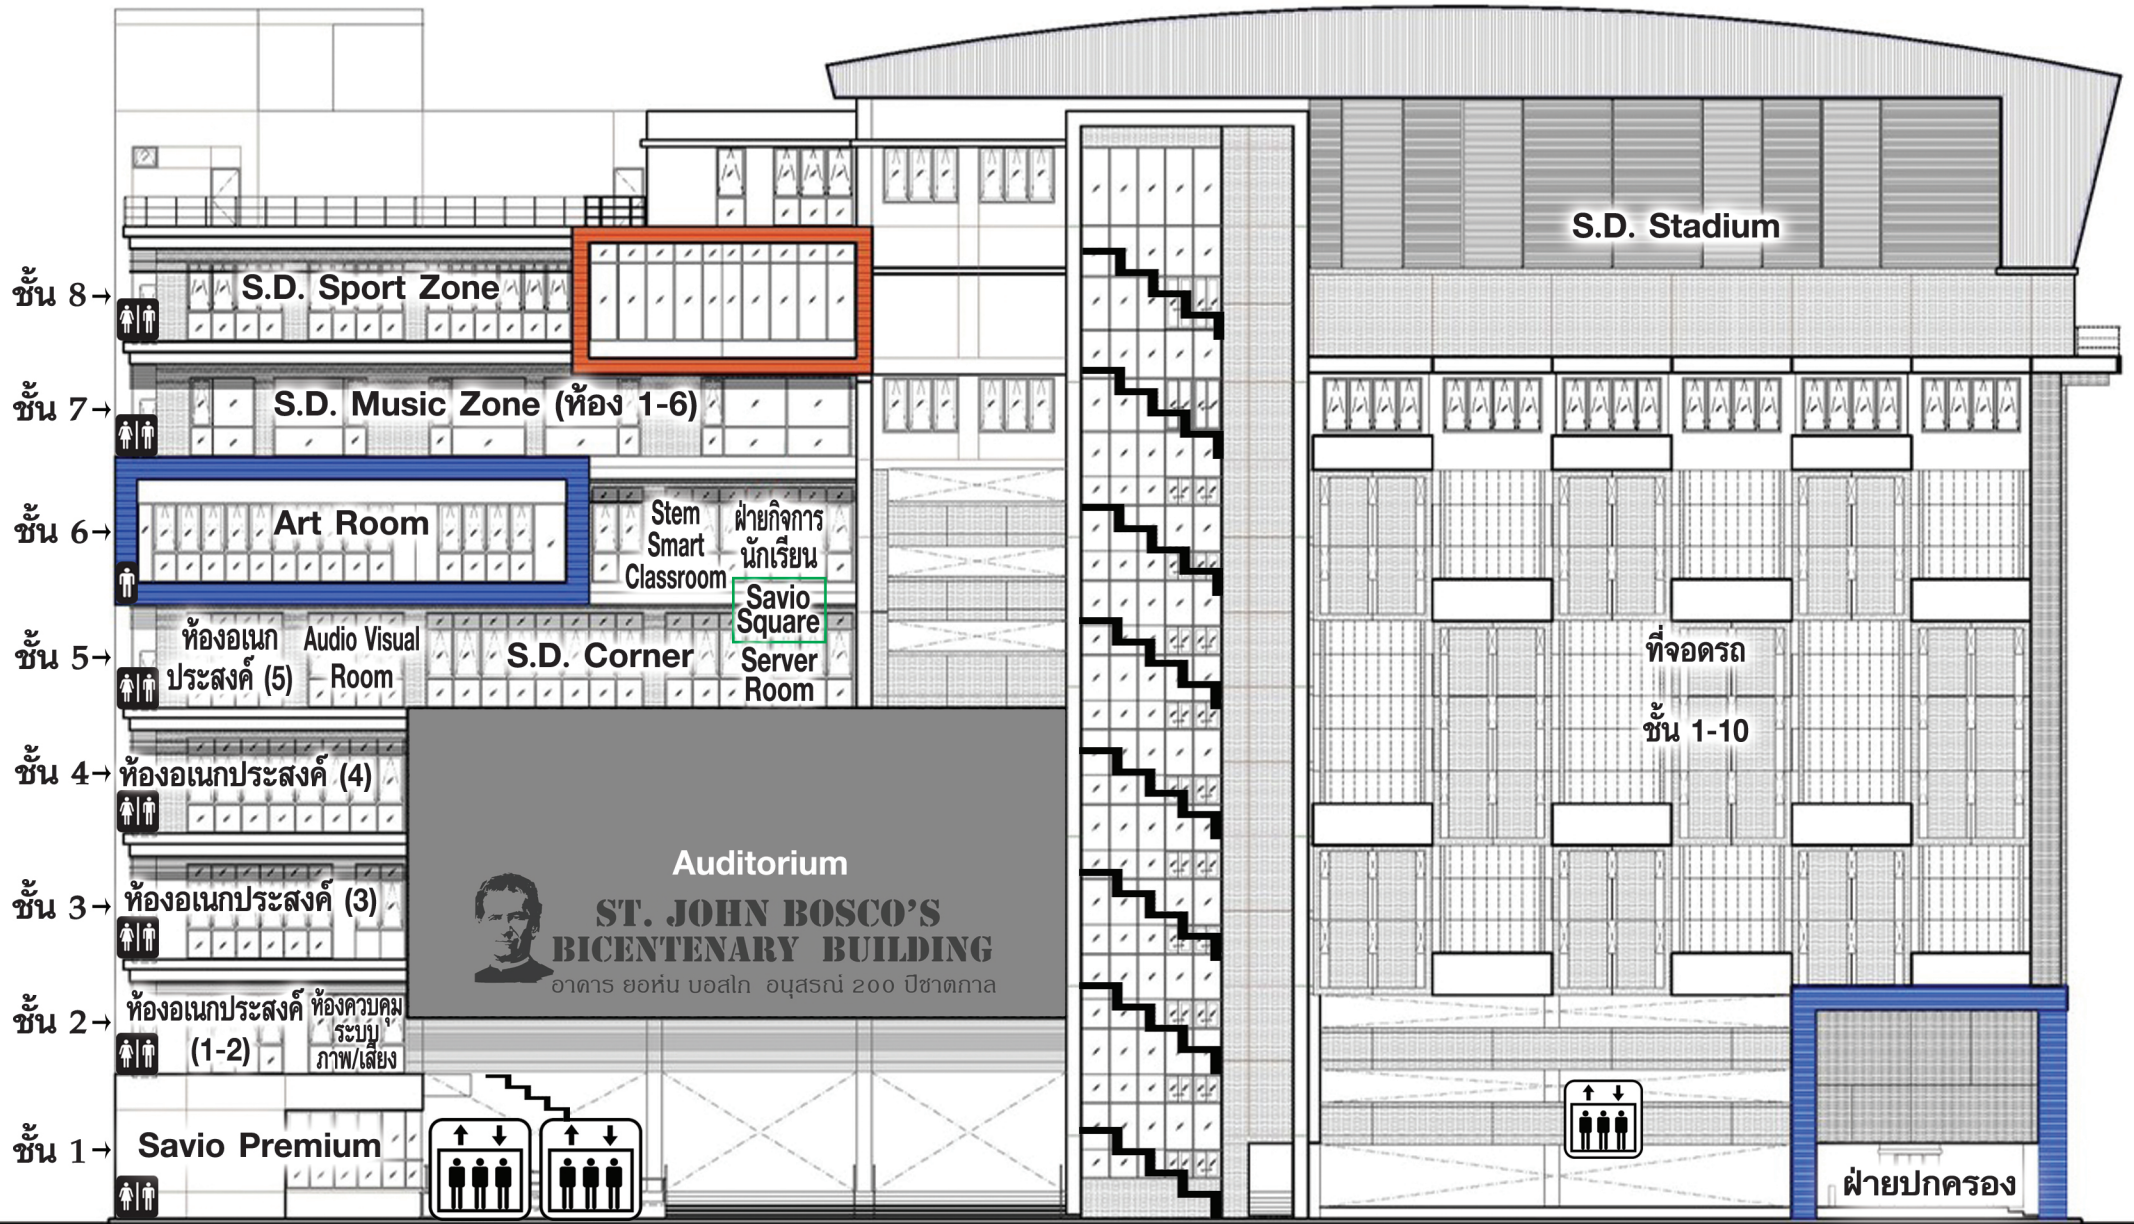 S.D. Stadium
ชั้น 8
S.D. Sport Zone
ชั้น 7
S.D. Music Zone (ห้อง 1-6)
ชั้น 6
Art Room
Stem
Smart
Classroom
ฝ่ายกิจการ
นักเรียน
Savio
Square
ชั้น 5
ห้องอเนก
ประสงค์ (5)
Audio Visual
Room
S.D. Corner
Server
Room
ที่จอดรถ
ชั้น 1-10
ชั้น 4
ห้องอเนกประสงค์ (4)
ชั้น 3
ห้องอเนกประสงค์ (3)
Auditorium
ST. JOHN BOSCO'S
BICENTENARY BUILDING
อาคาร ยอห์น บอสโก อนุสรณ์ 200 ปีชาตกาล
ชั้น 2
ห้องอเนกประสงค์
(1-2)
ห้องควบคุม
ระบบ
ภาพ/เสียง
ชั้น 1
Savio Premium
ฝ่ายปกครอง